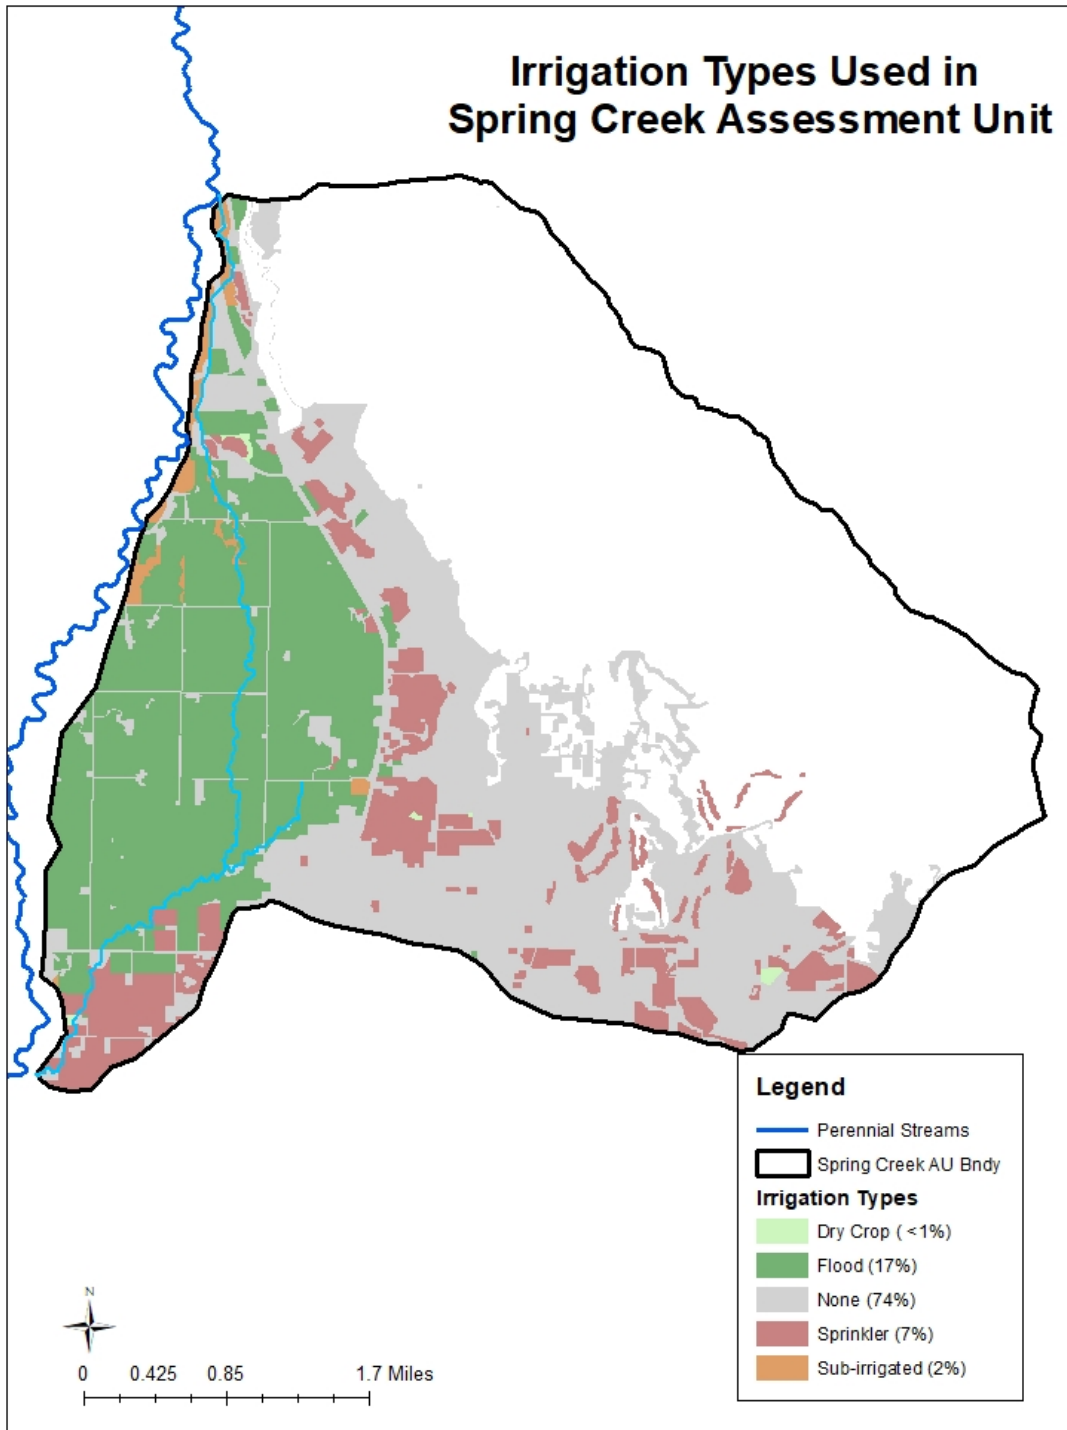 Irrigation Types Used in
Spring Creek Assessment Unit
Legend
Perennial Streams
Spring Creek AU Bndy
Irrigation Types
Dry Crop ( <1%)
Flood (17%)
None (74%)
Sprinkler (7%)
Sub-irrigated (2%)
N
0 0.425 0.85 1.7 Miles